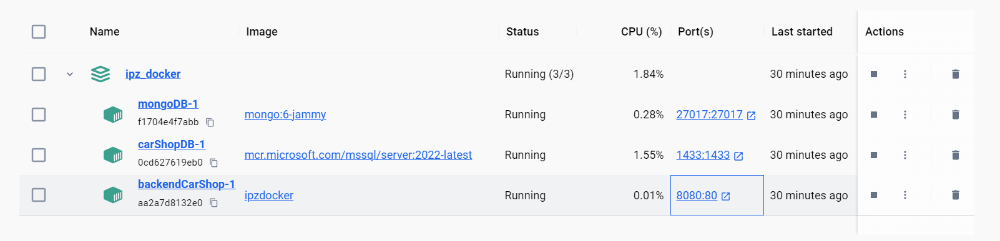 Name Image Status CPU (%) Port(s) Last started Actions
ipz_docker Running (3/3) 1.84% 30 minutes ago
mongoDB-1
f1704e4f7abb mongo:6-jammy Running 0.28% 27017:27017 30 minutes ago
carShopDB-1
0cd627619eb0 mcr.microsoft.com/mssql/server:2022-latest Running 1.55% 1433:1433 30 minutes ago
backendCarShop-1
aa2a7d8132e0 ipzdocker Running 0.01% 8080:80 30 minutes ago